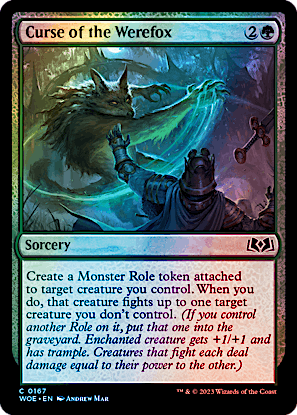 Curse of the Werefox 2
Sorcery
Create a Monster Role token attached
to target creature you control. When you
do, that creature fights up to one target
creature you don't control. (If you control
another Role on it, put that one into the
graveyard. Enchanted creature gets +1/+1 and
has trample. Creatures that fight each deal
damage equal to their power to the other.)
C 0167
WOE • EN Andrew Mar
™ & © 2023 Wizards of the Coast